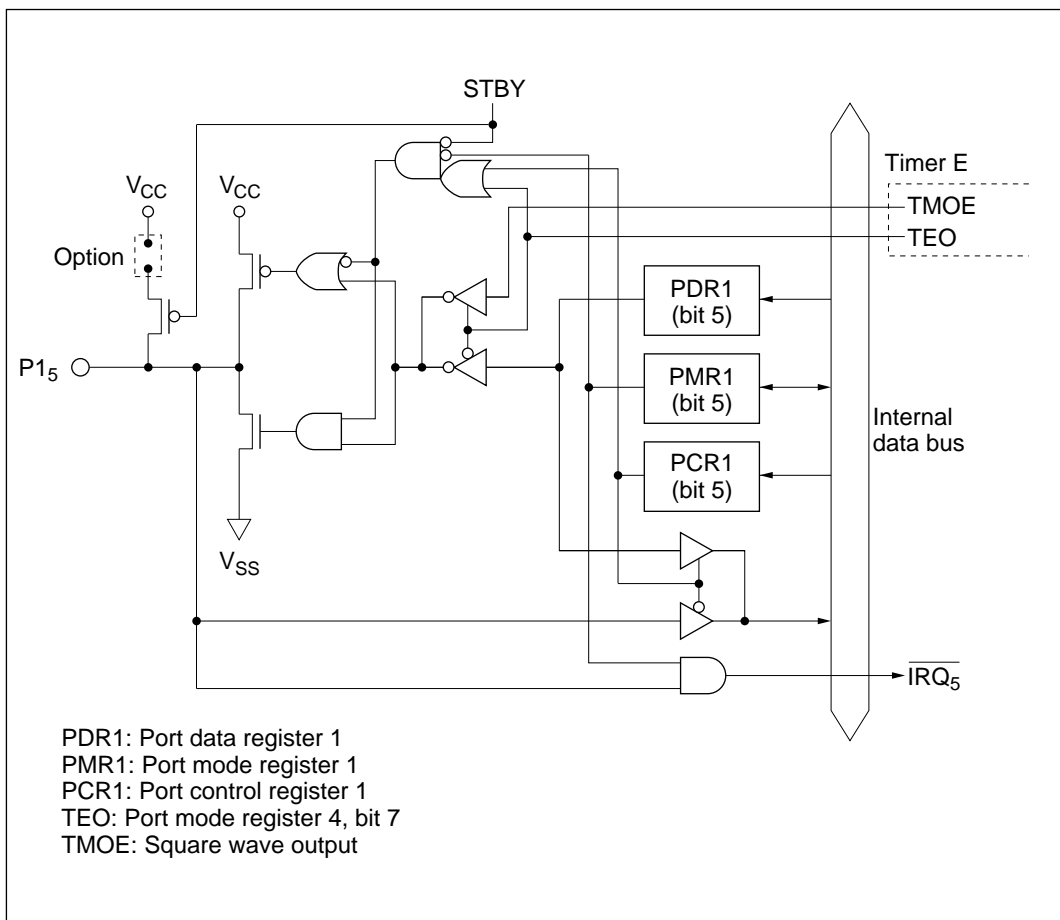 STBY
Timer E
VCC
VCC
TMOE
TEO
Option
PDR1
(bit 5)
P15
PMR1
(bit 5)
Internal
data bus
PCR1
(bit 5)
VSS
IRQ5
PDR1: Port data register 1
PMR1: Port mode register 1
PCR1: Port control register 1
TEO: Port mode register 4, bit 7
TMOE: Square wave output